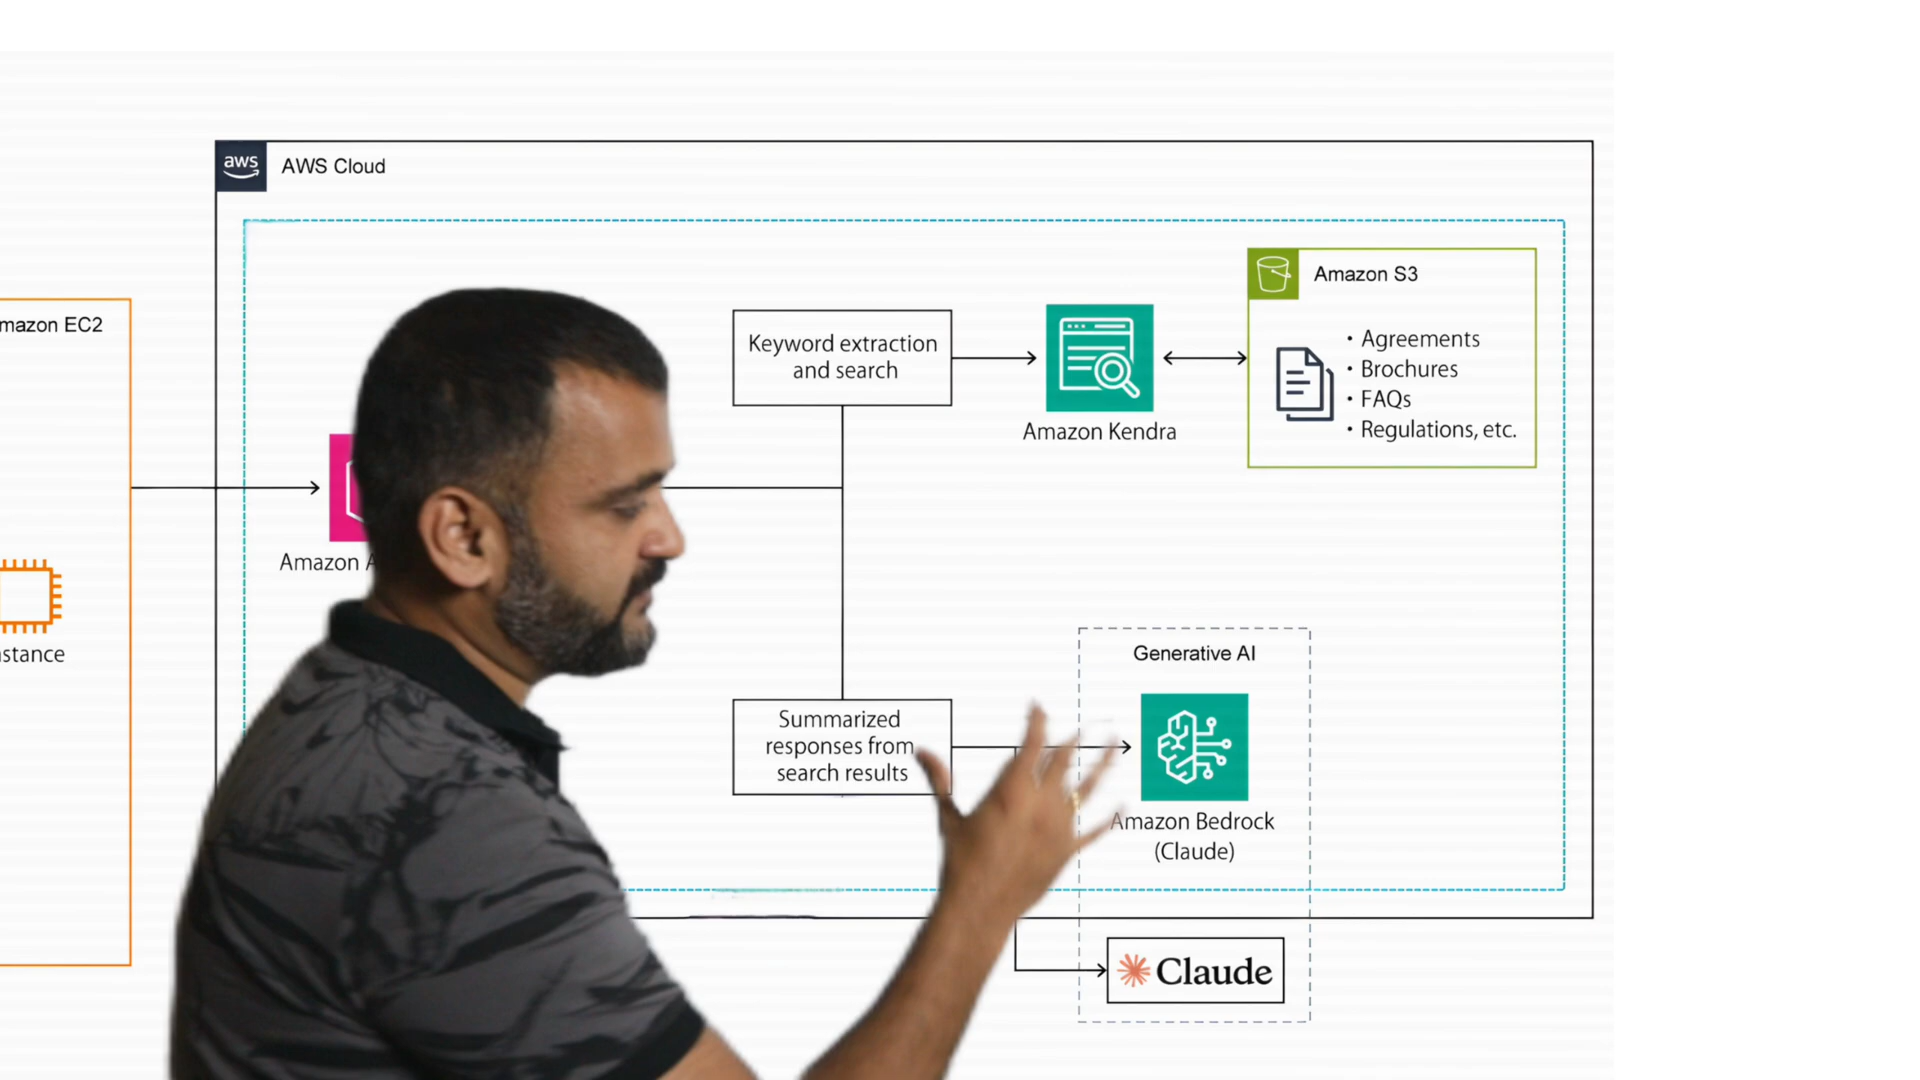 aws
AWS Cloud
mazon EC2
stance
Amazon
Keyword extraction
and search
Amazon Kendra
Amazon S3
• Agreements
• Brochures
• FAQs
• Regulations, etc.
Summarized
responses from
search results
Generative AI
Amazon Bedrock
(Claude)
Claude